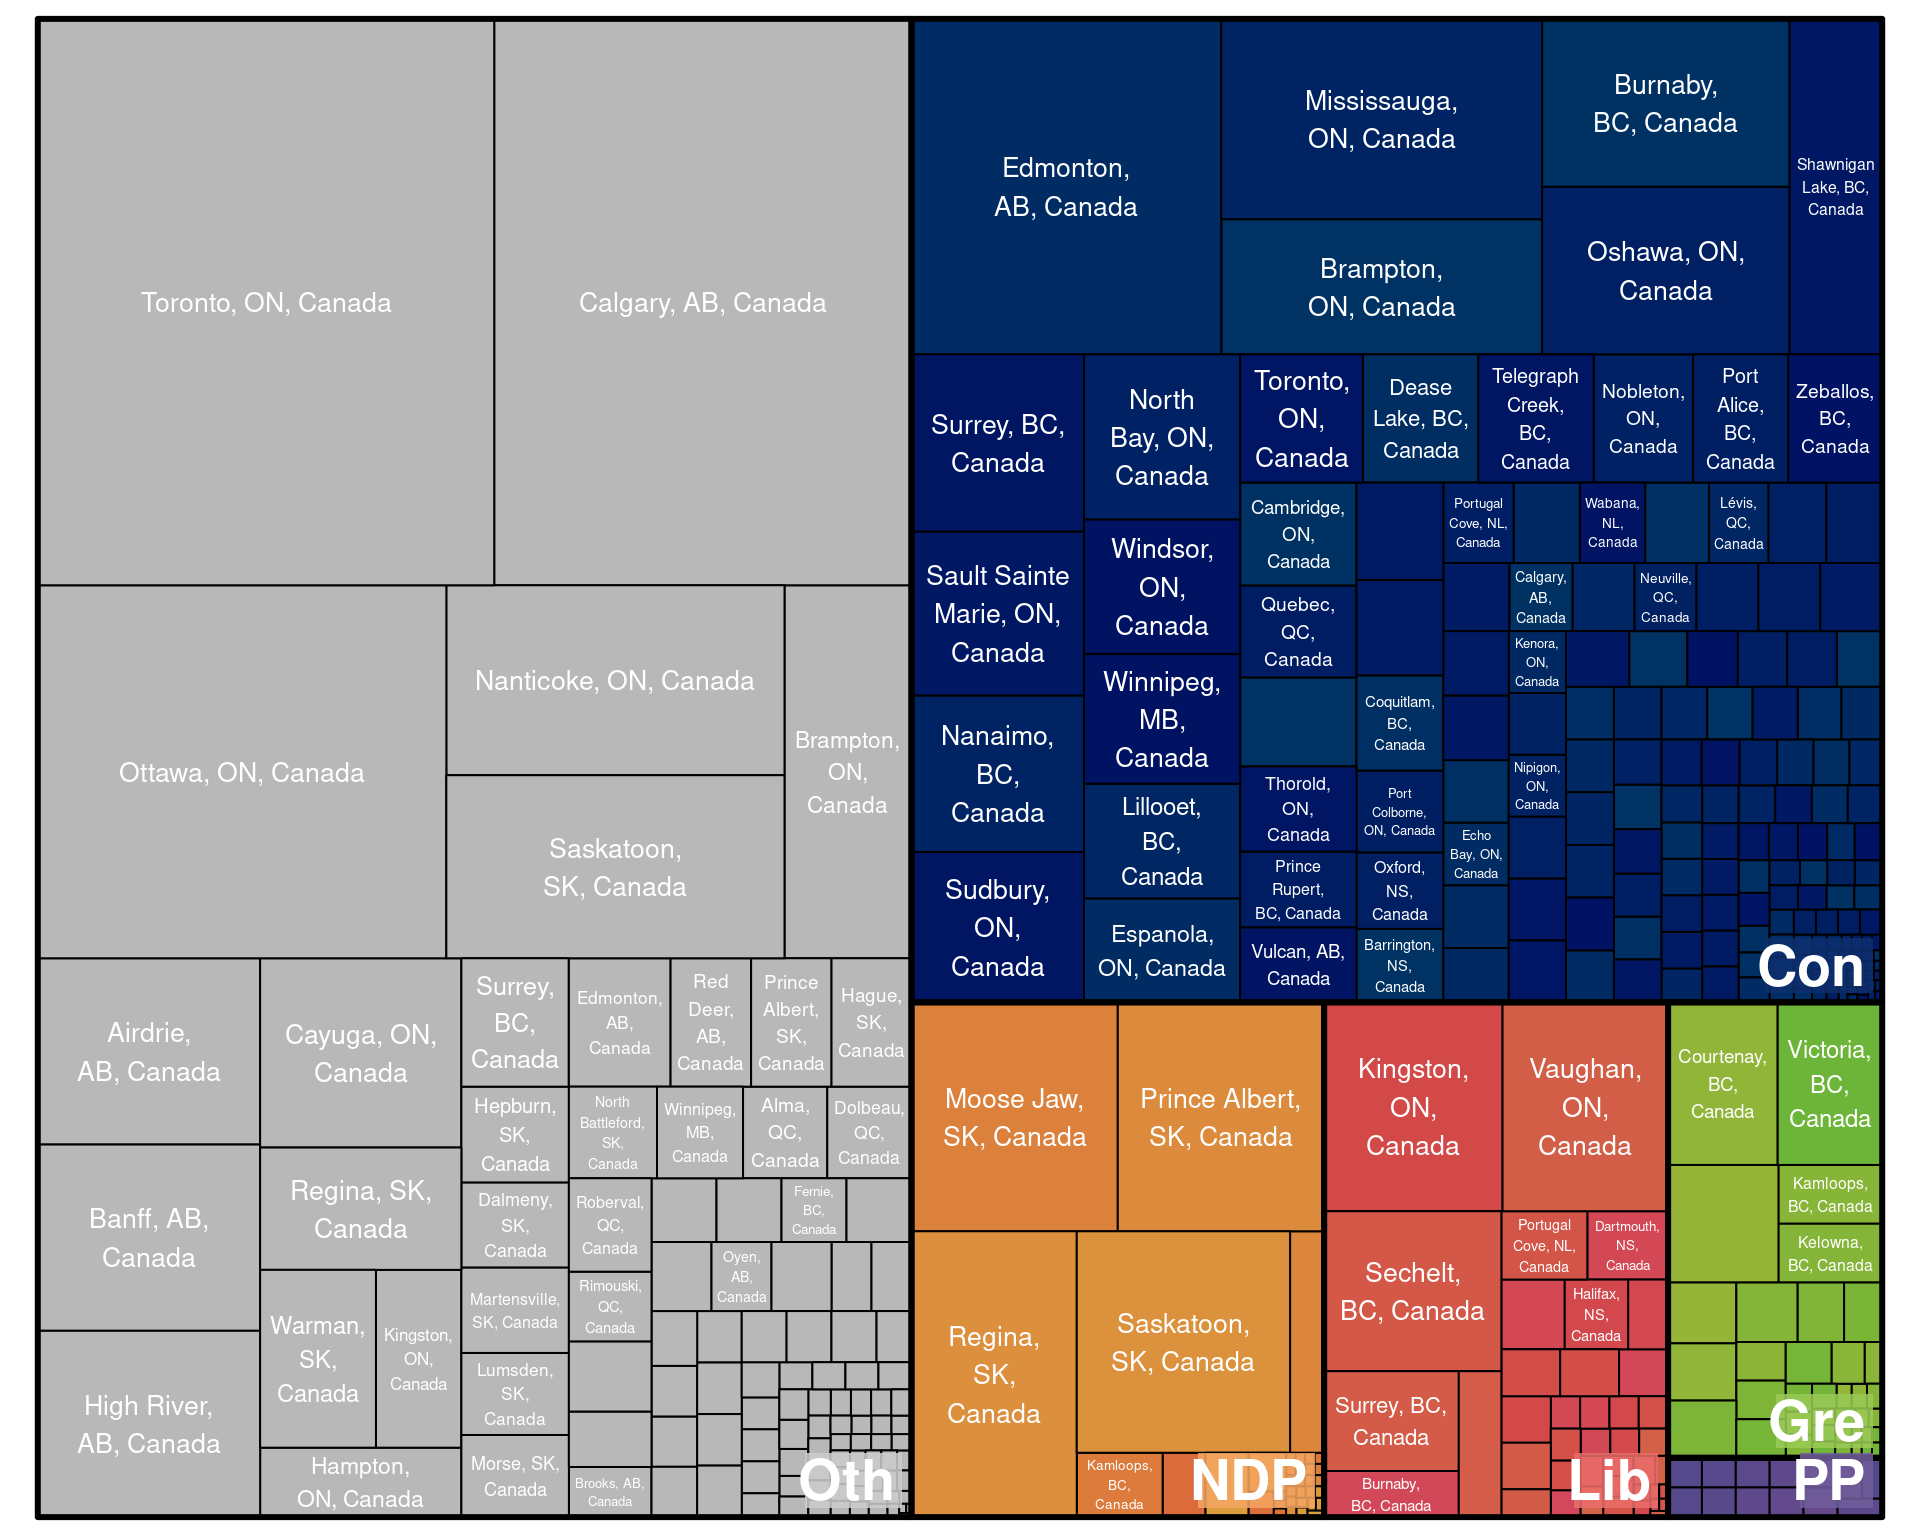 Toronto, ON, Canada
Calgary, AB, Canada
Ottawa, ON, Canada
Nanticoke, ON, Canada
Saskatoon,
SK, Canada
Brampton,
ON,
Canada
Airdrie,
AB, Canada
Banff, AB,
Canada
High River,
AB, Canada
Cayuga, ON,
Canada
Regina, SK,
Canada
Warman,
SK,
Canada
Kingston,
ON,
Canada
Hampton,
ON, Canada
Surrey,
BC,
Canada
Hepburn,
SK,
Canada
Dalmeny,
SK,
Canada
Martensville,
SK, Canada
Lumsden,
SK,
Canada
Morse, SK,
Canada
Edmonton,
AB,
Canada
Red
Deer,
AB,
Canada
Prince
Albert,
SK,
Canada
Hague,
SK,
Canada
North
Battleford,
SK,
Canada
Winnipeg,
MB,
Canada
Alma,
QC,
Canada
Dolbeau,
QC,
Canada
Roberval,
QC,
Canada
Rimouski,
QC,
Canada
Brooks, AB,
Canada
Fernie,
BC,
Canada
Oyen,
AB,
Canada
Oth
Edmonton,
AB, Canada
Mississauga,
ON, Canada
Brampton,
ON, Canada
Burnaby,
BC, Canada
Oshawa, ON,
Canada
Shawnigan
Lake, BC,
Canada
Surrey, BC,
Canada
Sault Sainte
Marie, ON,
Canada
Nanaimo,
BC,
Canada
Sudbury,
ON,
Canada
North
Bay, ON,
Canada
Windsor,
ON,
Canada
Winnipeg,
MB,
Canada
Lillooet,
BC,
Canada
Espanola,
ON, Canada
Toronto,
ON,
Canada
Dease
Lake, BC,
Canada
Telegraph
Creek,
BC,
Canada
Nobleton,
ON,
Canada
Port
Alice,
BC,
Canada
Zeballos,
BC,
Canada
Cambridge,
ON,
Canada
Quebec,
QC,
Canada
Thorold,
ON,
Canada
Prince
Rupert,
BC, Canada
Vulcan, AB,
Canada
Coquitlam,
BC,
Canada
Port
Colborne,
ON, Canada
Oxford,
NS,
Canada
Barrington,
NS,
Canada
Portugal
Cove, NL,
Canada
Wabana,
NL,
Canada
Lévis,
QC,
Canada
Calgary,
AB,
Canada
Neuville,
QC,
Canada
Kenora,
ON,
Canada
Nipigon,
ON,
Canada
Echo
Bay, ON,
Canada
Con
Moose Jaw,
SK, Canada
Prince Albert,
SK, Canada
Regina,
SK,
Canada
Saskatoon,
SK, Canada
Kamloops,
BC,
Canada
NDP
Kingston,
ON,
Canada
Vaughan,
ON,
Canada
Sechelt,
BC, Canada
Surrey, BC,
Canada
Burnaby,
BC, Canada
Portugal
Cove, NL,
Canada
Dartmouth,
NS,
Canada
Halifax,
NS,
Canada
Lib
Courtenay,
BC,
Canada
Victoria,
BC,
Canada
Kamloops,
BC, Canada
Kelowna,
BC, Canada
Gre
PP